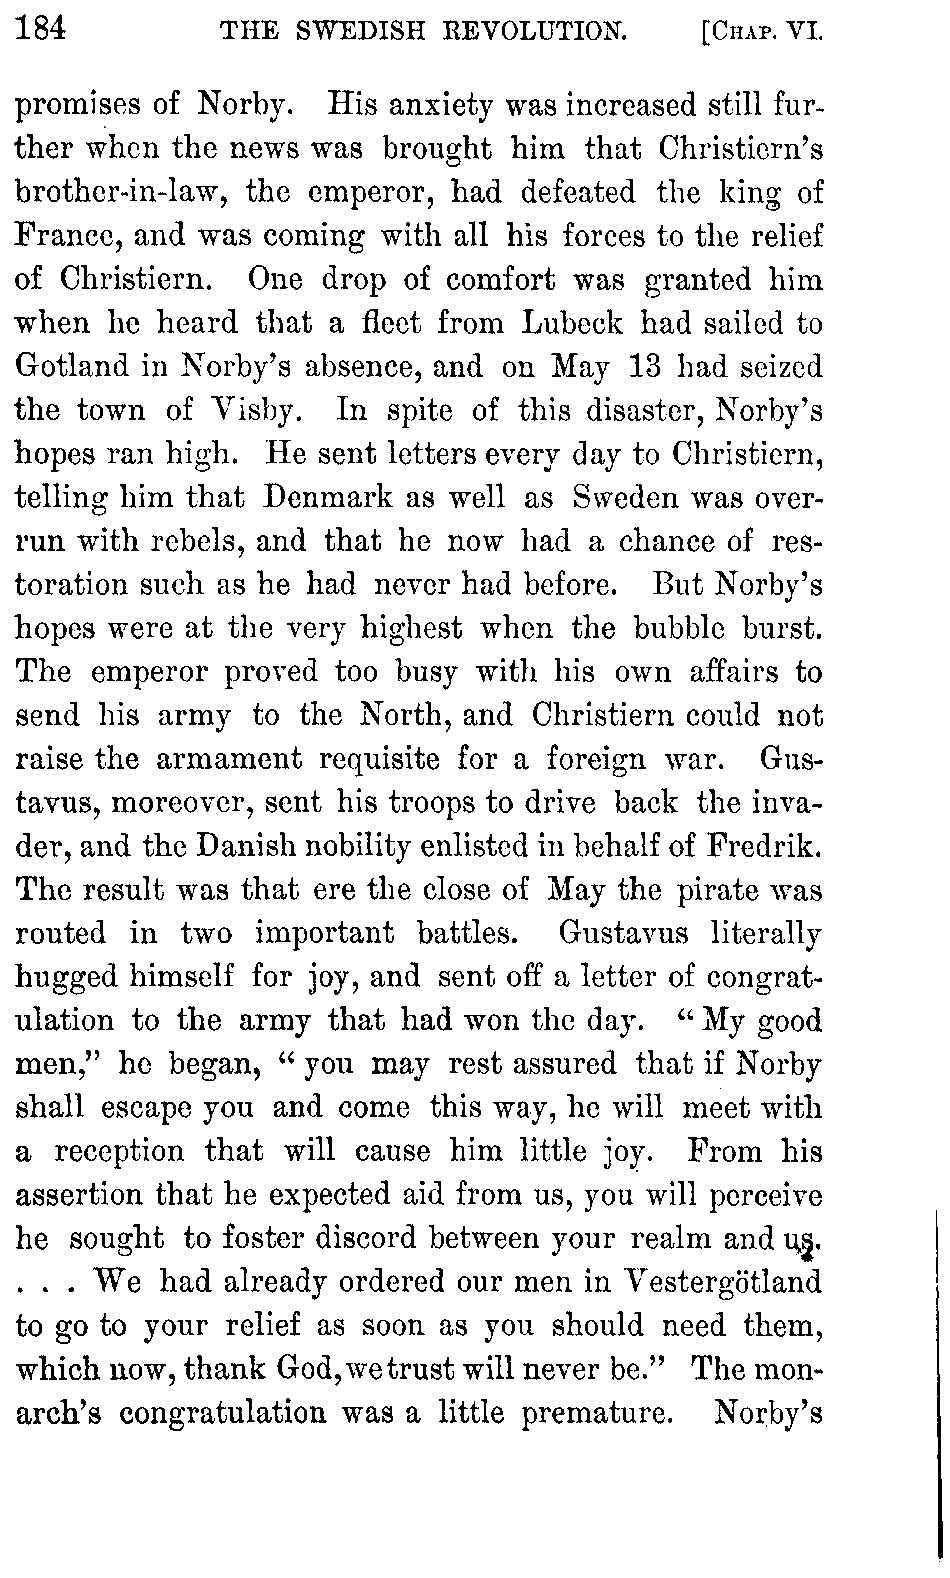 184 THE SWEDISH REVOLUTION. [CHAP. VI.
promises of Norby. His anxiety was increased still fur-
ther when the news was brought him that Christiern's
brother-in-law, the emperor, had defeated the king of
France, and was coming with all his forces to the relief
of Christiern. One drop of comfort was granted him
when he heard that a fleet from Lubeck had sailed to
Gotland in Norby's absence, and on May 13 had seized
the town of Visby. In spite of this disaster, Norby's
hopes ran high. He sent letters every day to Christiern,
telling him that Denmark as well as Sweden was over-
run with rebels, and that he now had a chance of res-
toration such as he had never had before. But Norby's
hopes were at the very highest when the bubble burst.
The emperor proved too busy with his own affairs to
send his army to the North, and Christiern could not
raise the armament requisite for a foreign war. Gus-
tavus, moreover, sent his troops to drive back the inva-
der, and the Danish nobility enlisted in behalf of Fredrik.
The result was that ere the close of May the pirate was
routed in two important battles. Gustavus literally
hugged himself for joy, and sent off a letter of congrat-
ulation to the army that had won the day. “My good
men,” he began, “you may rest assured that if Norby
shall escape you and come this way, he will meet with
a reception that will cause him little joy. From his
assertion that he expected aid from us, you will perceive
he sought to foster discord between your realm and us.
. . . We had already ordered our men in Vestergötland
to go to your relief as soon as you should need them,
which now, thank God, we trust will never be.” The mon-
arch's congratulation was a little premature. Norby's